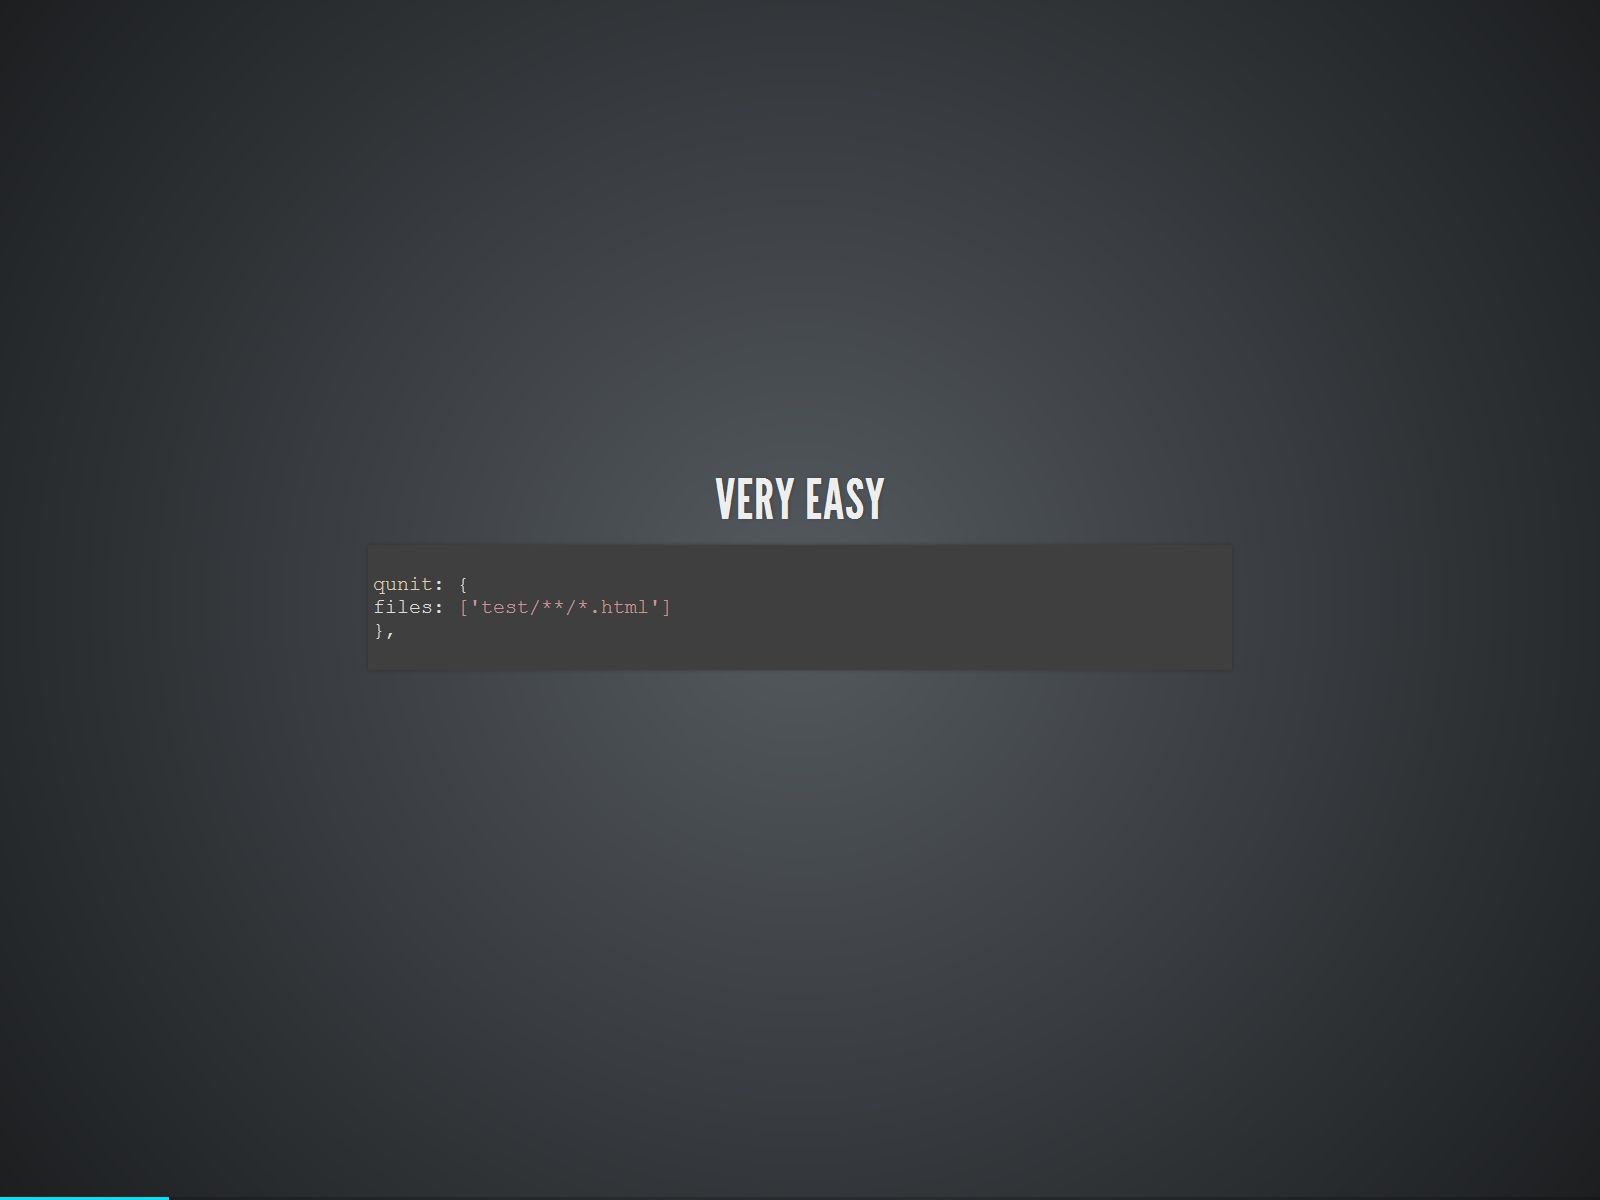 VERY EASY
qunit: {
files: ['test/**/*.html']
},